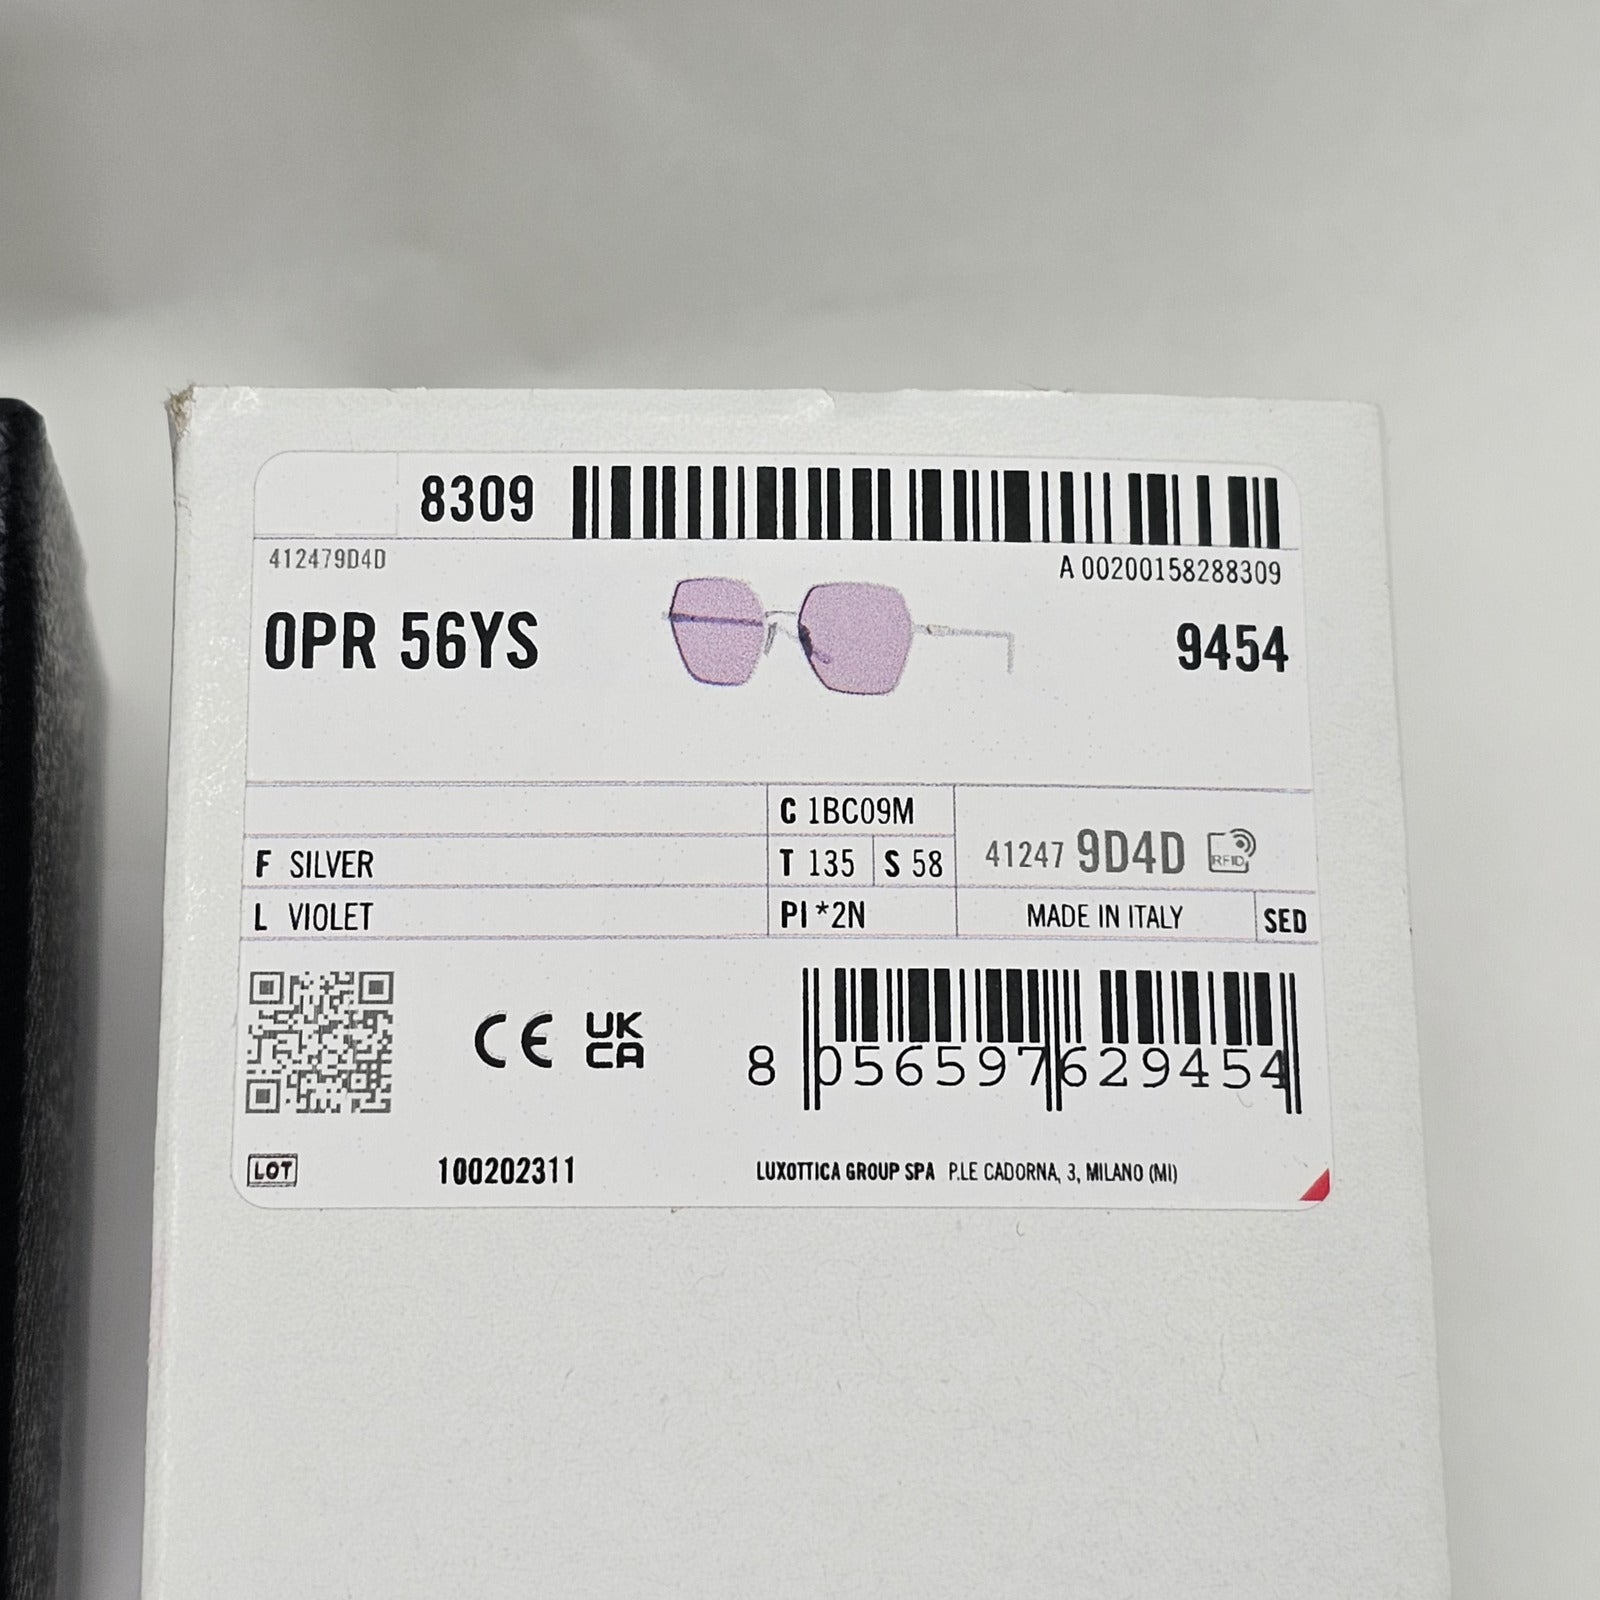 8309
412479D4D
A 00200158288309
0PR 56YS
9454
C 1BC09M
F SILVER
T 135
S 58
41247 9D4D
RFID
L VIOLET
PI *2N
MADE IN ITALY
SED
CE
UK
CA
8 056597 629454
LOT
100202311
LUXOTTICA GROUP SPA P.LE CADORNA, 3, MILANO (MI)